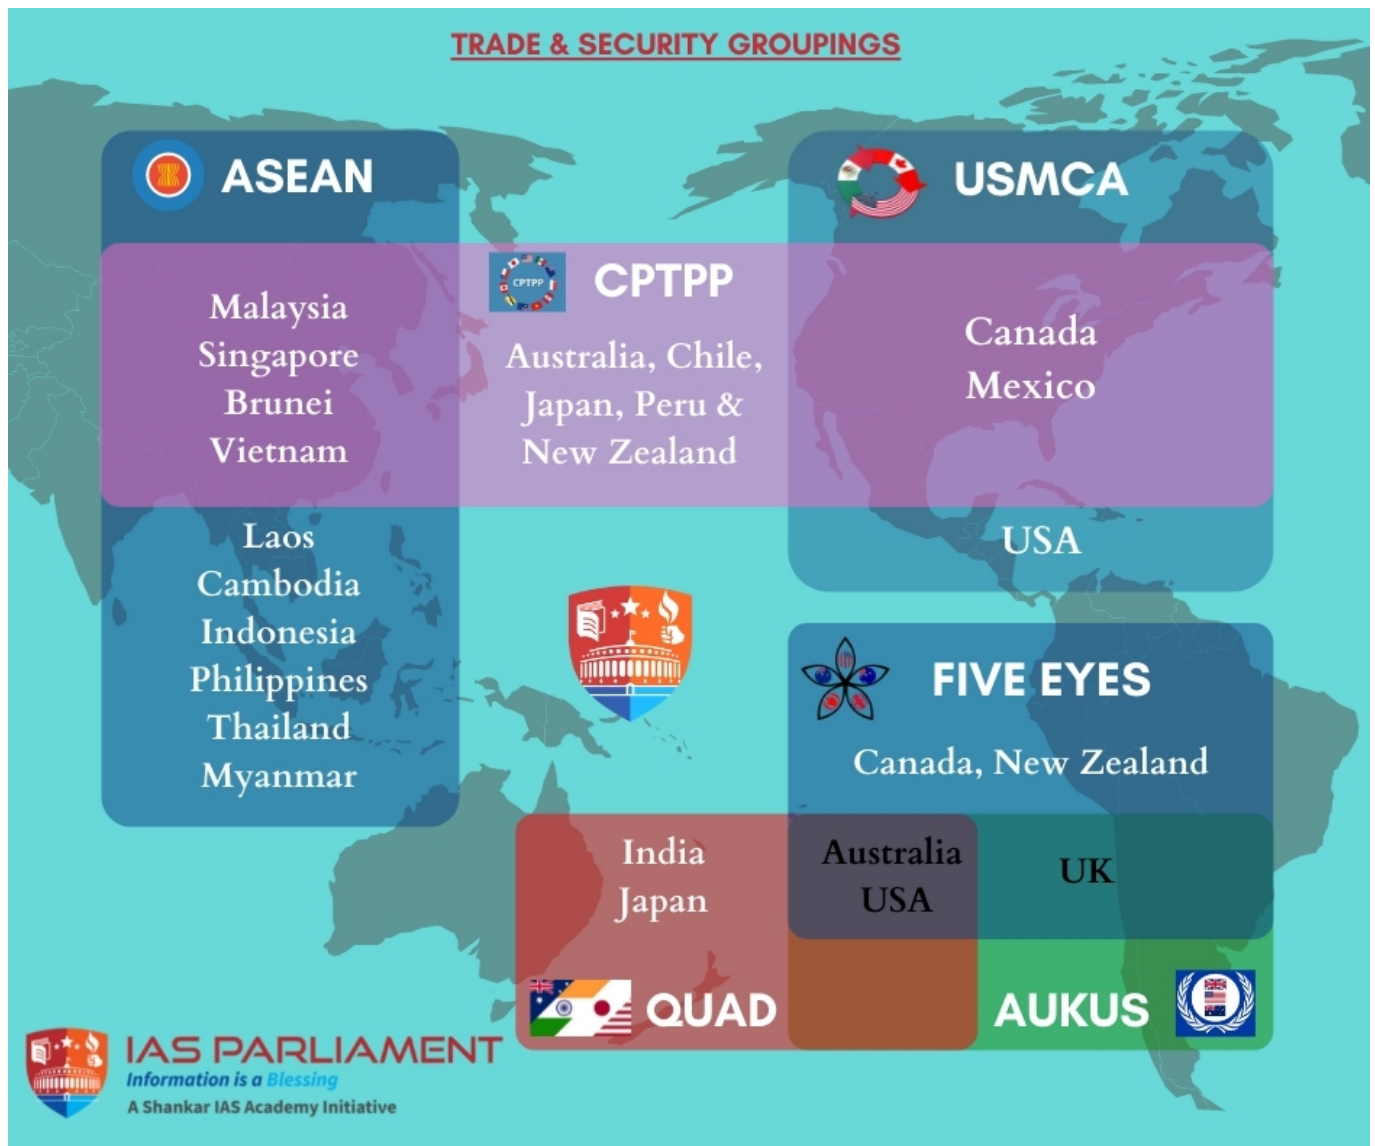 TRADE & SECURITY GROUPINGS
ASEAN
Malaysia
Singapore
Brunei
Vietnam
Laos
Cambodia
Indonesia
Philippines
Thailand
Myanmar
CPTPP
CPTPP
Australia, Chile,
Japan, Peru &
New Zealand
USMCA
Canada
Mexico
USA
FIVE EYES
Canada, New Zealand
India
Japan
Australia
USA
UK
QUAD
AUKUS
IAS PARLIAMENT
Information is a Blessing
A Shankar IAS Academy Initiative